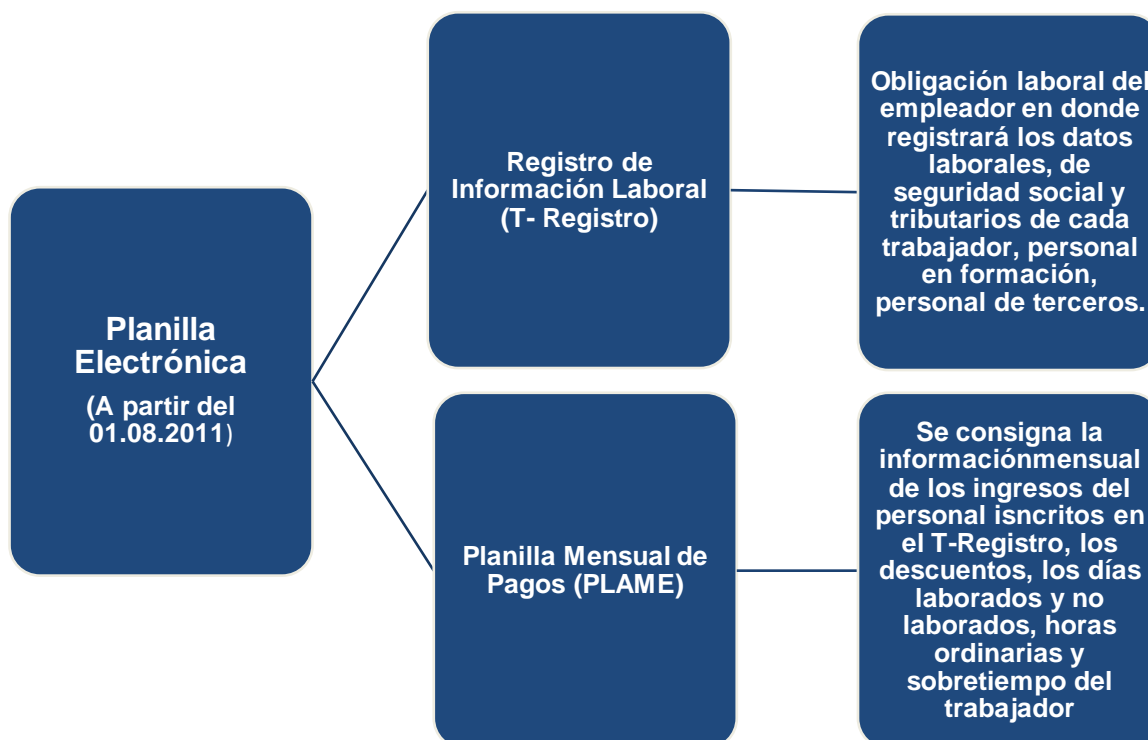 Planilla
Electrónica
(A partir del
01.08.2011)
Registro de
Información Laboral
(T- Registro)
Obligación laboral del
empleador en donde
registrará los datos
laborales, de
seguridad social y
tributarios de cada
trabajador, personal
en formación,
personal de terceros.
Planilla Mensual de
Pagos (PLAME)
Se consigna la
informaciónmensual
de los ingresos del
personal isncritos en
el T-Registro, los
descuentos, los días
laborados y no
laborados, horas
ordinarias y
sobretiempo del
trabajador